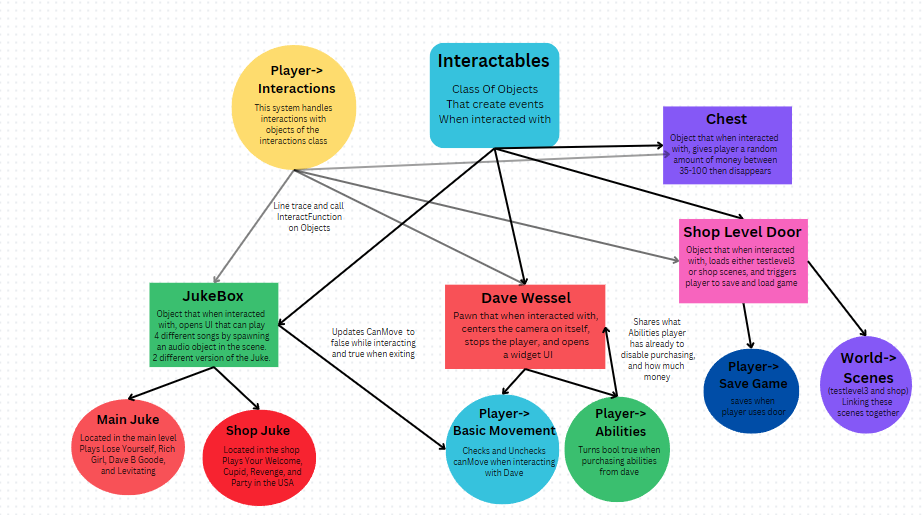 Player->
Interactions
This system handles
interactions with
objects of the
interactions class
Interactables
Class Of Objects
That create events
When interacted with
Chest
Object that when interacted
with, gives player a random
amount of money between
35-100 then disappears
Line trace and call
InteractFunction
on Objects
Shop Level Door
Object that when interacted
with, loads either testlevel3
or shop scenes, and triggers
player to save and load game
JukeBox
Object that when interacted
with, opens UI that can play
4 different songs by spawning
an audio object in the scene.
2 different version of the Juke.
Updates CanMove to
false while interacting
and true when exiting
Dave Wessel
Pawn that when interacted with,
centers the camera on itself,
stops the player, and opens
a widget UI
Shares what
Abilities player
has already to
disable purchasing,
and how much
money
Main Juke
Located in the main level
Plays Lose Yourself, Rich
Girl, Dave B Goode,
and Levitating
Shop Juke
Located in the shop
Plays Your Welcome,
Cupid, Revenge, and
Party in the USA
Player->
Basic Movement
Checks and Unchecks
canMove when interacting
with Dave
Player->
Abilities
Turns bool true when
purchasing abilities
from dave
Player->
Save Game
saves when
player uses door
World->
Scenes
(testlevel3 and shop)
Linking these
scenes together